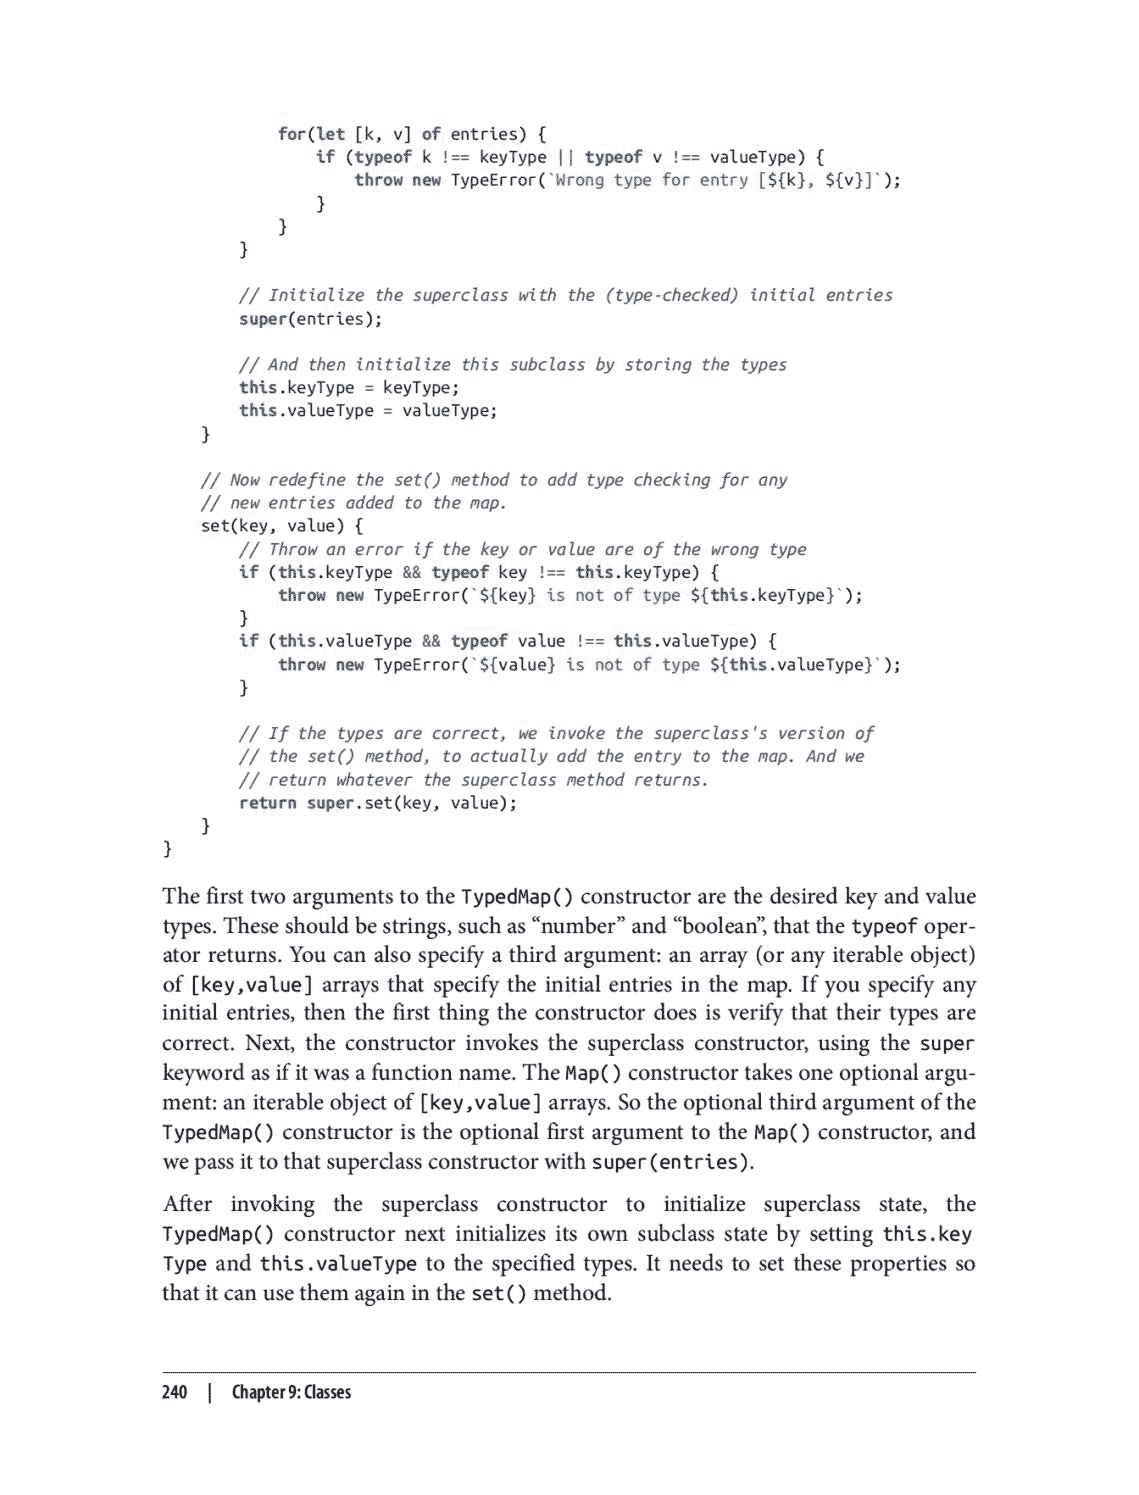 for(let [k, v] of entries) {
if (typeof k !== keyType || typeof v !== valueType) {
throw new TypeError(`Wrong type for entry [${k}, ${v}]`);
}
}
}
// Initialize the superclass with the (type-checked) initial entries
super(entries);
// And then initialize this subclass by storing the types
this.keyType = keyType;
this.valueType = valueType;
}
// Now redefine the set() method to add type checking for any
// new entries added to the map.
set(key, value) {
// Throw an error if the key or value are of the wrong type
if (this.keyType && typeof key !== this.keyType) {
throw new TypeError(`${key} is not of type ${this.keyType}`);
}
if (this.valueType && typeof value !== this.valueType) {
throw new TypeError(`${value} is not of type ${this.valueType}`);
}
// If the types are correct, we invoke the superclass's version of
// the set() method, to actually add the entry to the map. And we
// return whatever the superclass method returns.
return super.set(key, value);
}
}
The first two arguments to the TypedMap() constructor are the desired key and value
types. These should be strings, such as “number” and “boolean”, that the typeof oper-
ator returns. You can also specify a third argument: an array (or any iterable object)
of [key,value] arrays that specify the initial entries in the map. If you specify any
initial entries, then the first thing the constructor does is verify that their types are
correct. Next, the constructor invokes the superclass constructor, using the super
keyword as if it was a function name. The Map() constructor takes one optional argu-
ment: an iterable object of [key,value] arrays. So the optional third argument of the
TypedMap() constructor is the optional first argument to the Map() constructor, and
we pass it to that superclass constructor with super(entries).
After invoking the superclass constructor to initialize superclass state, the
TypedMap() constructor next initializes its own subclass state by setting this.key
Type and this.valueType to the specified types. It needs to set these properties so
that it can use them again in the set() method.
240 | Chapter 9: Classes